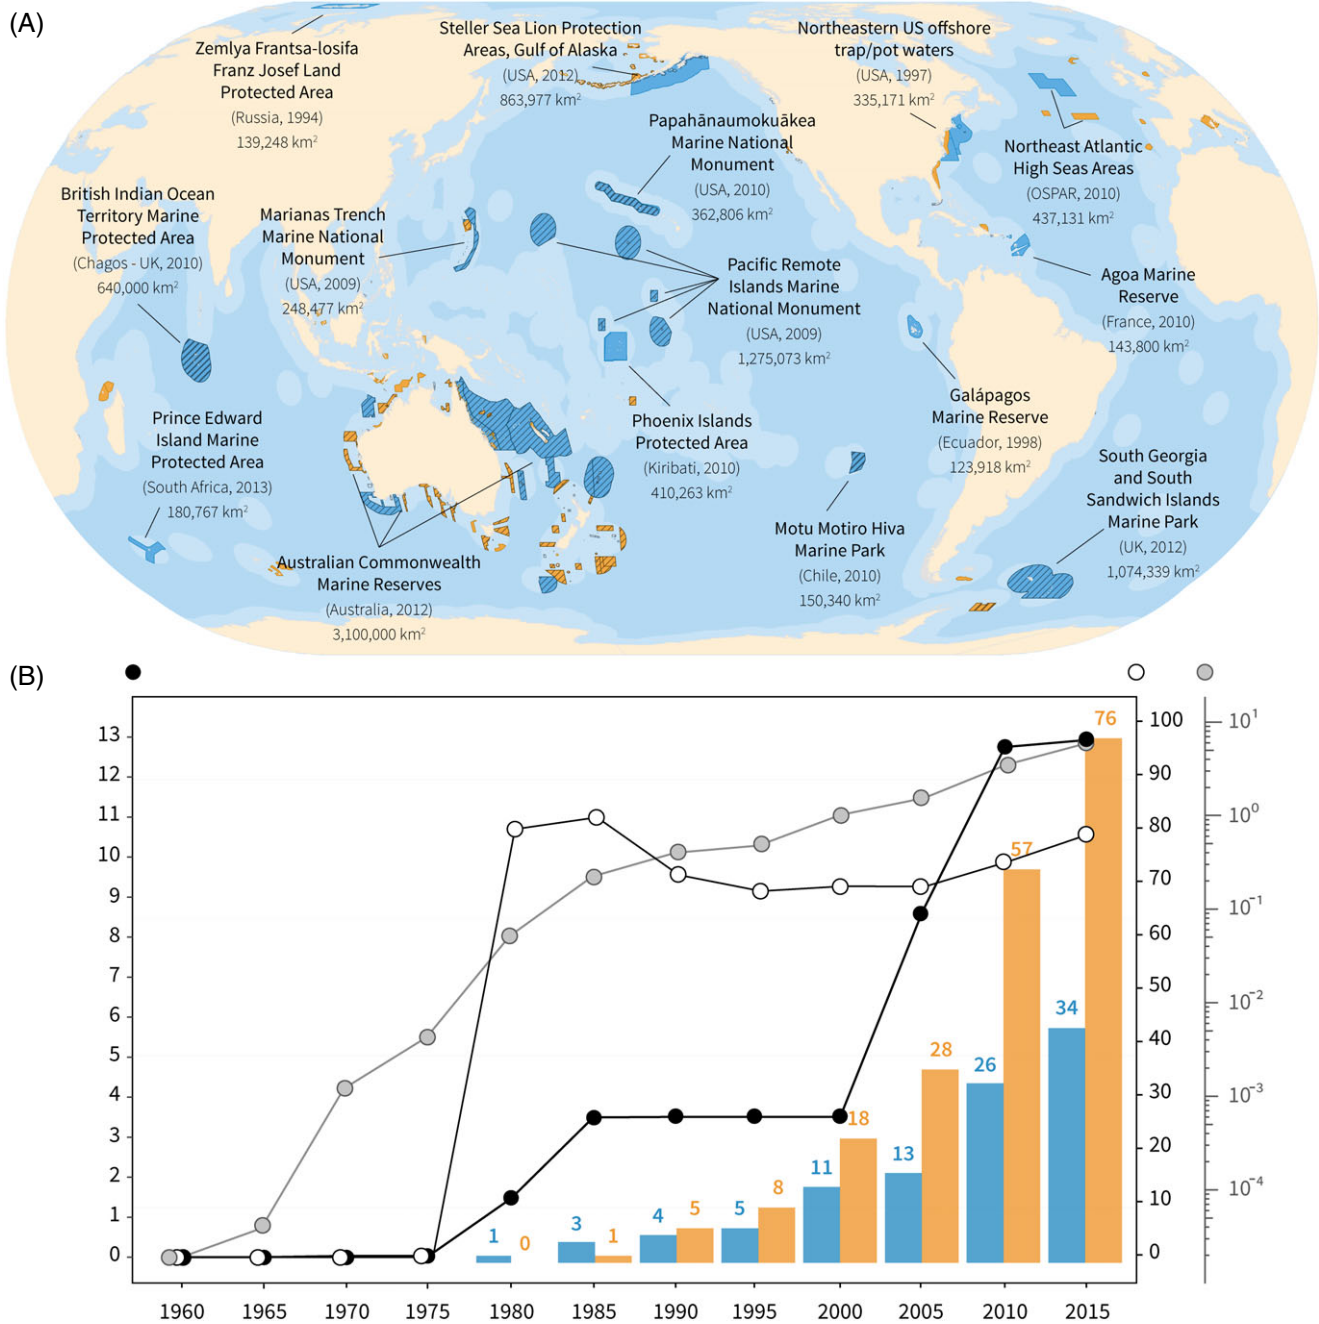 (A)
Zemlya Frantsa-Iosifa
Franz Josef Land
Protected Area
(Russia, 1994)
139,248 km²
Steller Sea Lion Protection
Areas, Gulf of Alaska
(USA, 2012)
863,977 km²
Northeastern US offshore
trap/pot waters
(USA, 1997)
335,171 km²
Papahānaumokuākea
Marine National
Monument
(USA, 2010)
362,806 km²
Northeast Atlantic
High Seas Areas
(OSPAR, 2010)
437,131 km²
British Indian Ocean
Territory Marine
Protected Area
(Chagos - UK, 2010)
640,000 km²
Marianas Trench
Marine National
Monument
(USA, 2009)
248,477 km²
Pacific Remote
Islands Marine
National Monument
(USA, 2009)
1,275,073 km²
Agoa Marine
Reserve
(France, 2010)
143,800 km²
Prince Edward
Island Marine
Protected Area
(South Africa, 2013)
180,767 km²
Phoenix Islands
Protected Area
(Kiribati, 2010)
410,263 km²
Galápagos
Marine Reserve
(Ecuador, 1998)
123,918 km²
South Georgia
and South
Sandwich Islands
Marine Park
(UK, 2012)
1,074,339 km²
Australian Commonwealth
Marine Reserves
(Australia, 2012)
3,100,000 km²
Motu Motiro Hiva
Marine Park
(Chile, 2010)
150,340 km²
(B)
13
12
11
10
9
8
7
6
5
4
3
2
1
0
1 0
3 1
4 5
5 8
11 18
13 28
26 57
34 76
100
90
80
70
60
50
40
30
20
10
0
10¹
10⁰
10⁻¹
10⁻²
10⁻³
10⁻⁴
1960 1965 1970 1975 1980 1985 1990 1995 2000 2005 2010 2015